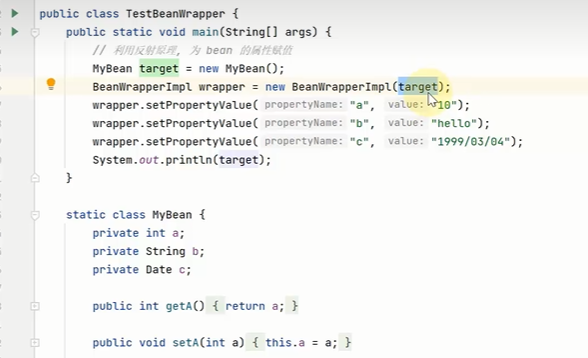 public class TestBeanWrapper {
public static void main(String[] args) {
// 利用反射原理, 为 bean 的属性赋值
MyBean target = new MyBean();
BeanWrapperImpl wrapper = new BeanWrapperImpl(target);
wrapper.setPropertyValue( propertyName: "a", value: "10");
wrapper.setPropertyValue( propertyName: "b", value: "hello");
wrapper.setPropertyValue( propertyName: "c", value: "1999/03/04");
System.out.println(target);
}
static class MyBean {
private int a;
private String b;
private Date c;
public int getA() { return a; }
public void setA(int a) { this.a = a; }